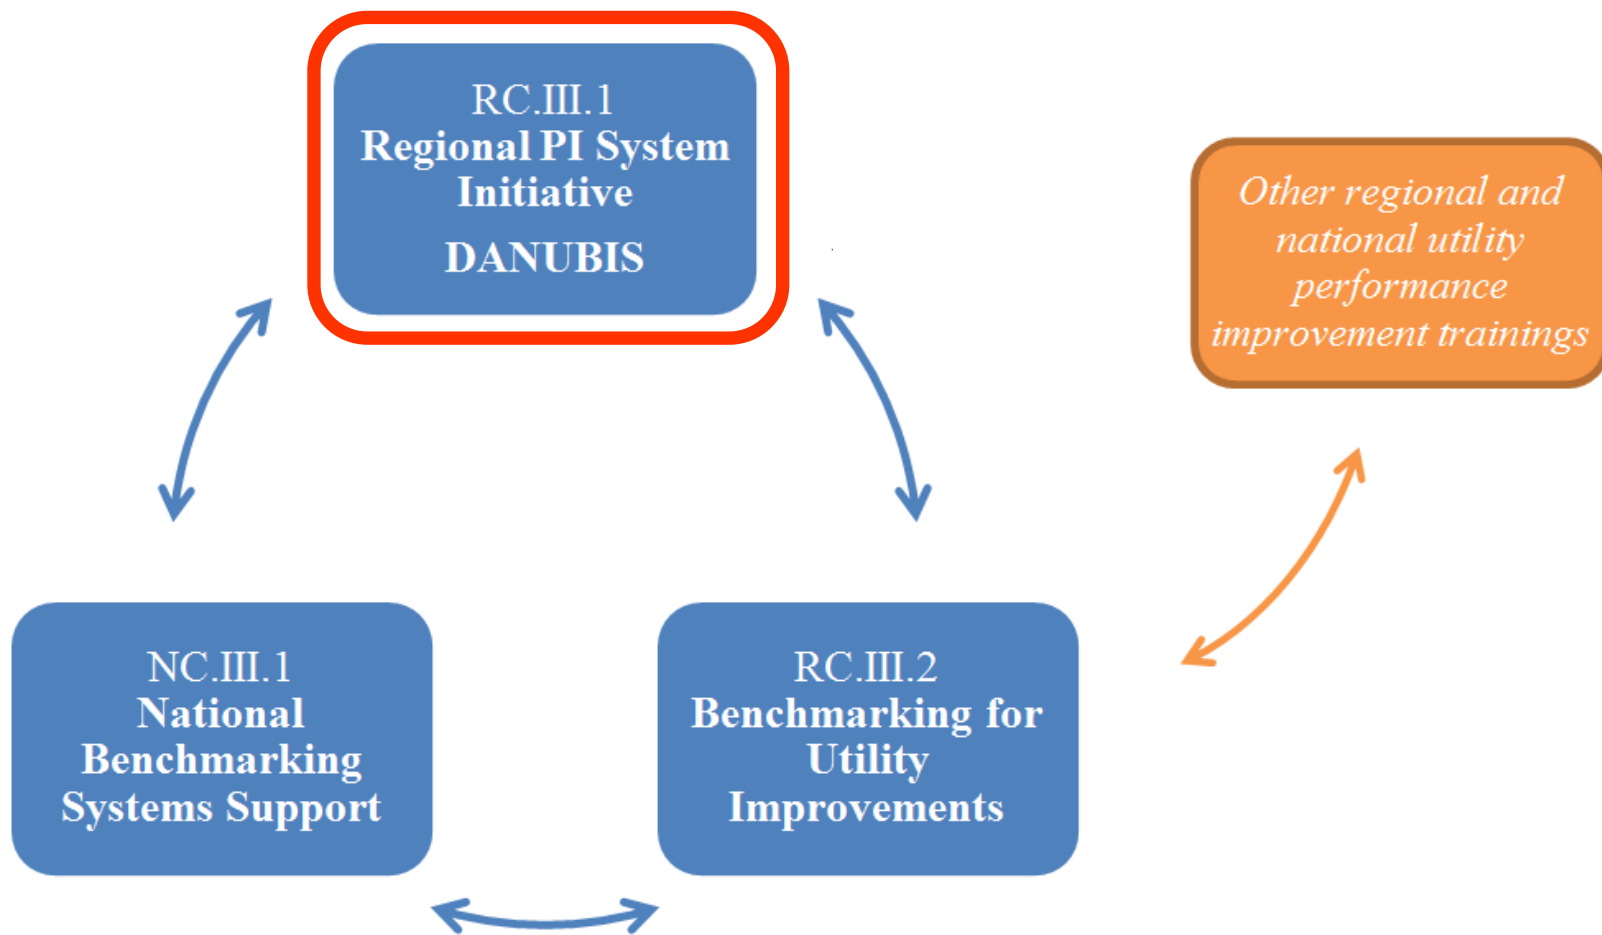 RC.III.1
Regional PI System
Initiative
DANUBIS
Other regional and
national utility
performance
improvement trainings
NC.III.1
National
Benchmarking
Systems Support
RC.III.2
Benchmarking for
Utility
Improvements